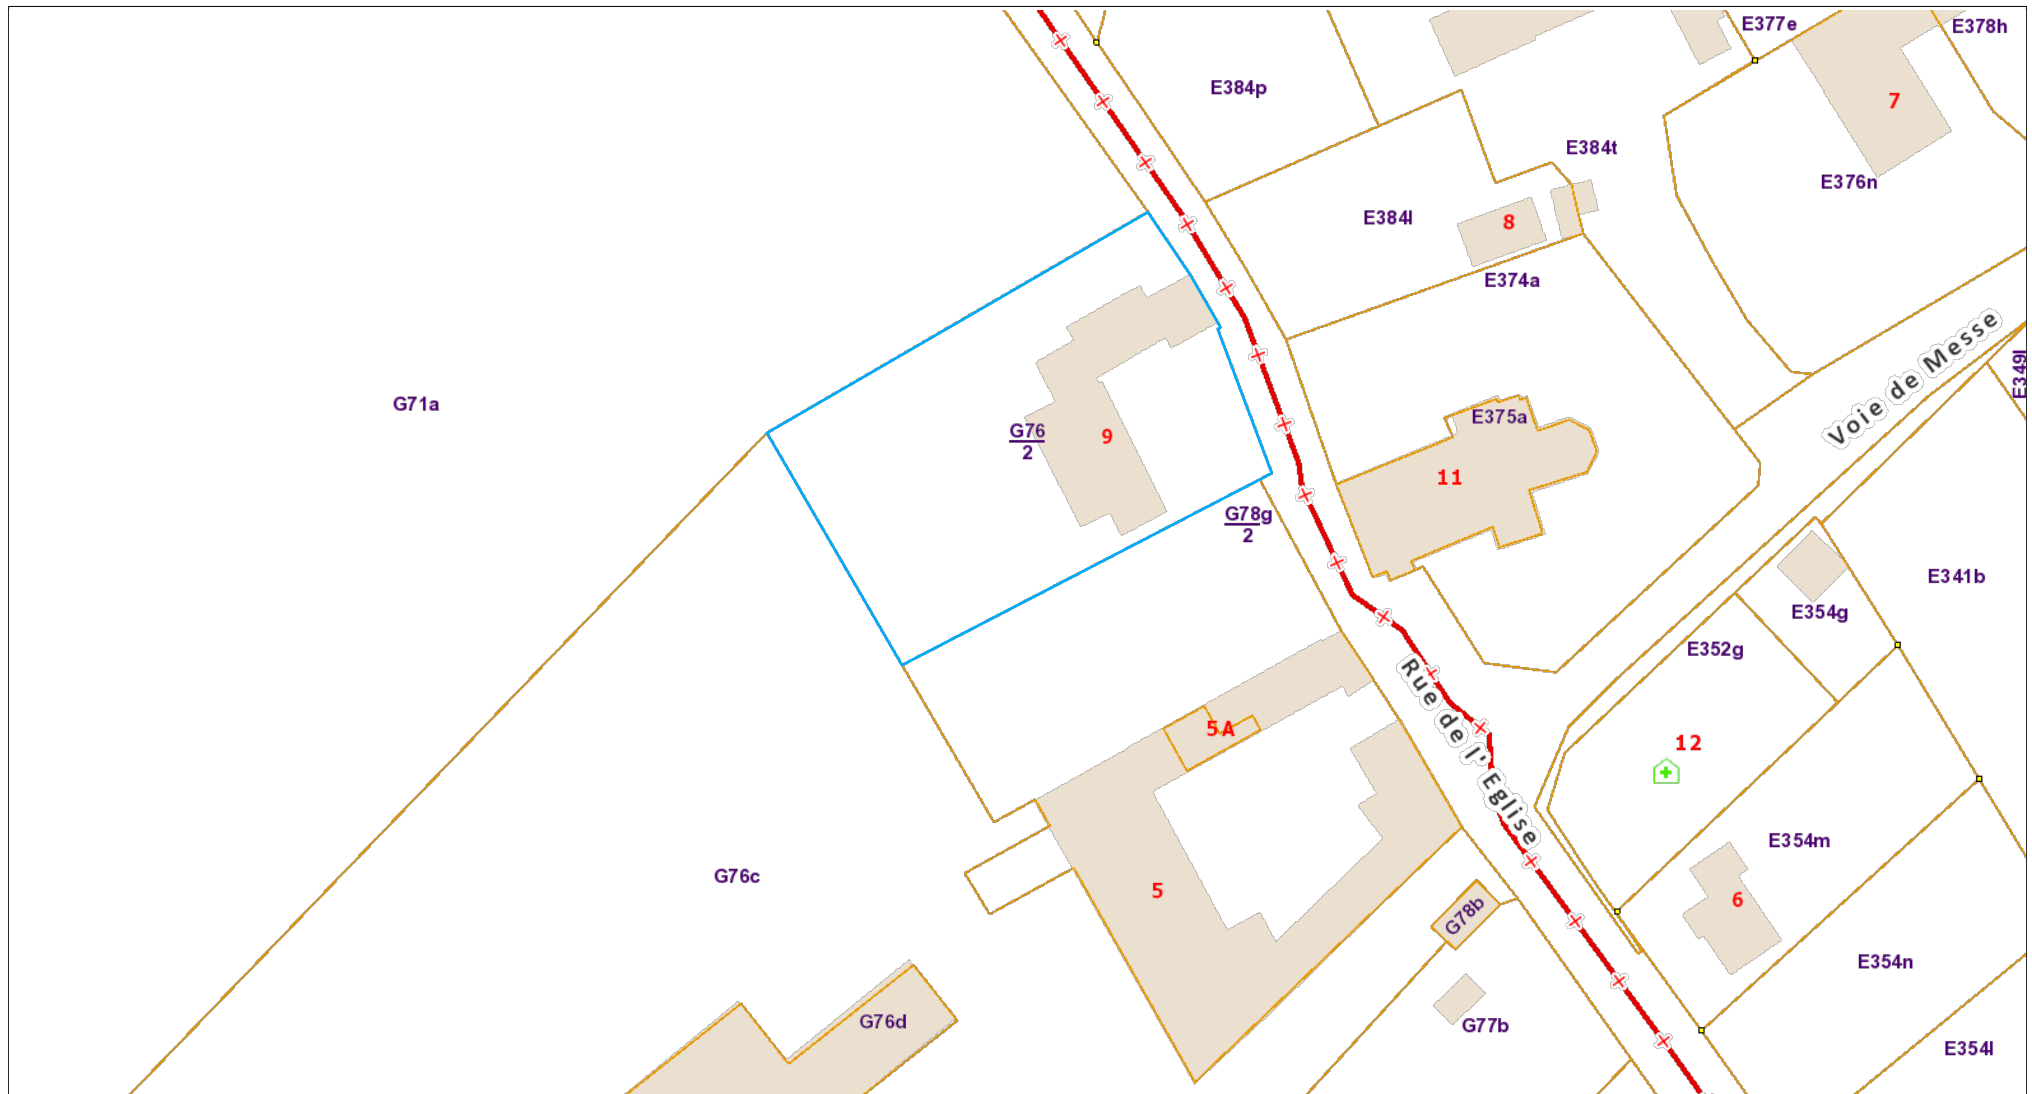 E377e
E378h
E384p
7
E384t
E376n
E384l
8
E374a
Voie de Messe
E349l
G71a
E375a
G76
2
9
11
G78g
2
E341b
E354g
E352g
Rue de l' Eglise
5A
12
E354m
G76c
5
6
G78b
E354n
G76d
G77b
E354l